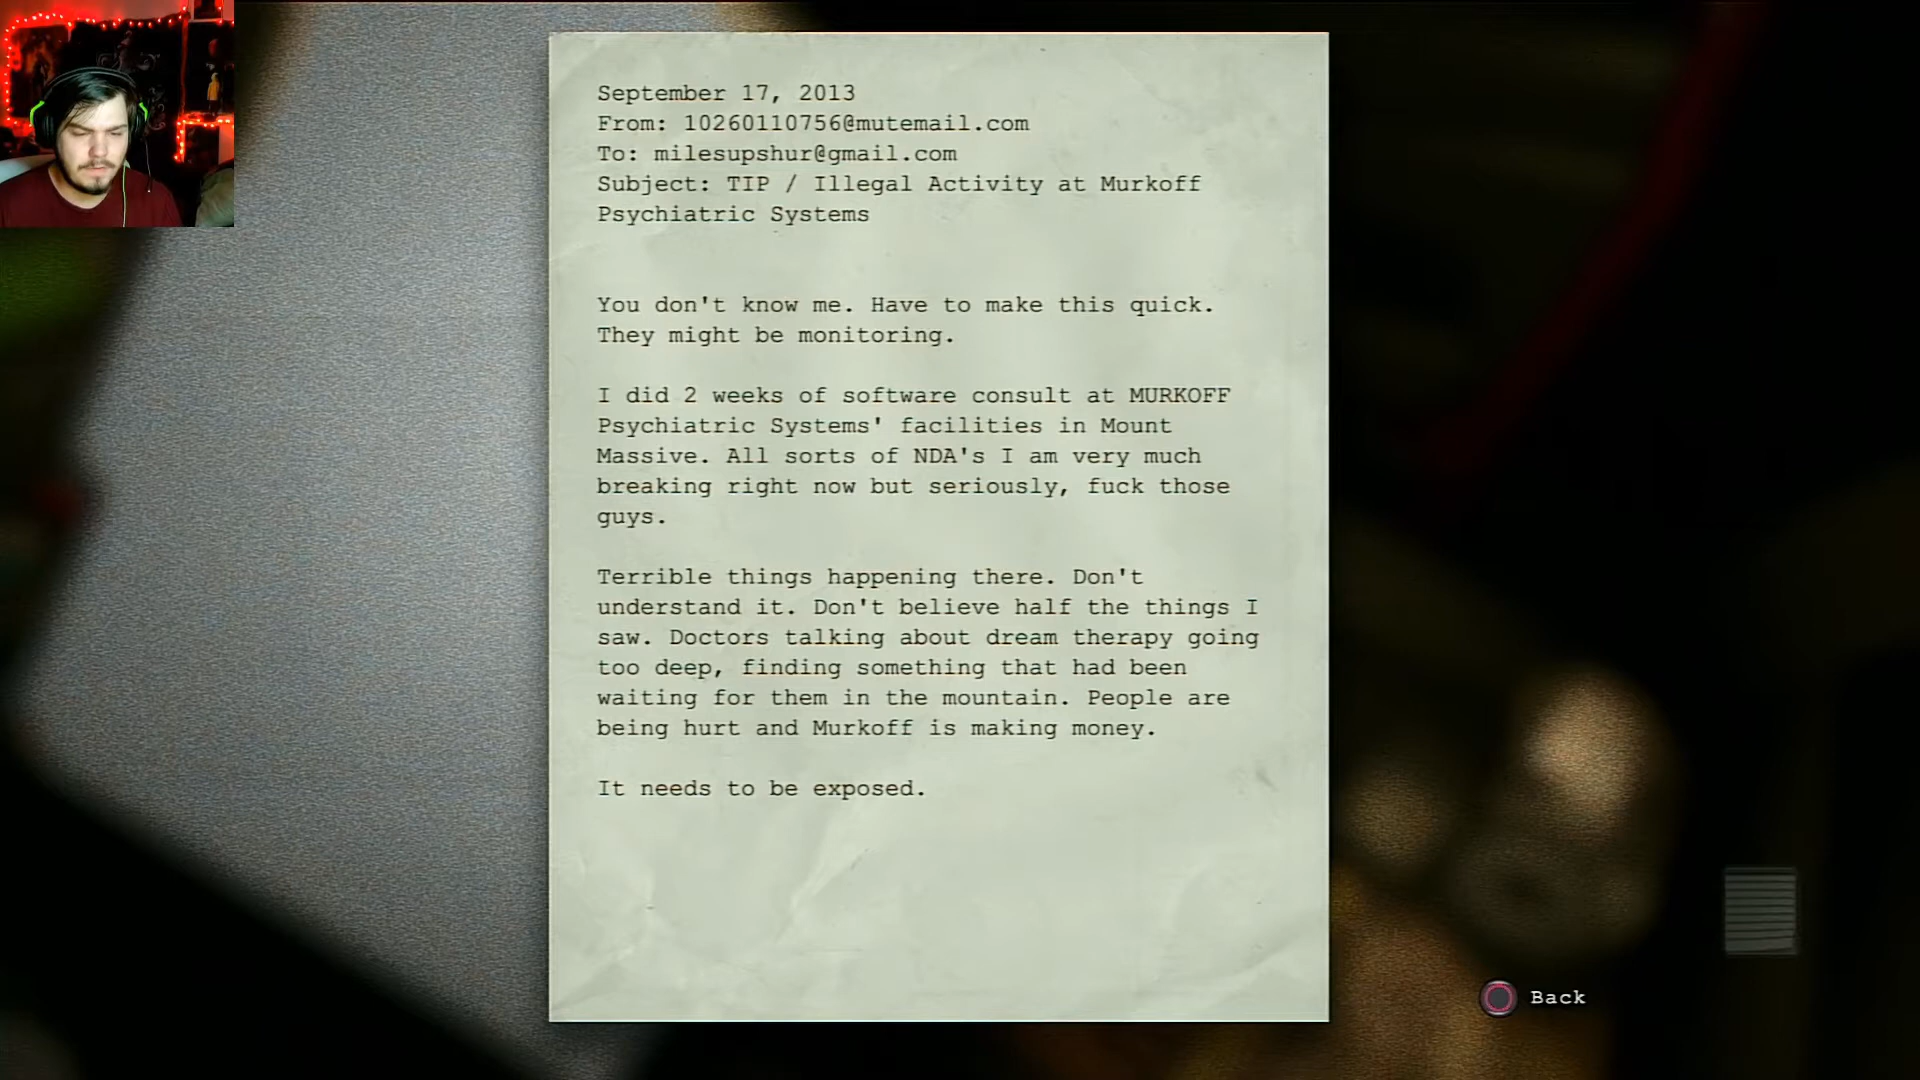 September 17, 2013
From: 10260110756@mutemail.com
To: milesupshur@gmail.com
Subject: TIP / Illegal Activity at Murkoff
Psychiatric Systems
You don't know me. Have to make this quick.
They might be monitoring.
I did 2 weeks of software consult at MURKOFF
Psychiatric Systems' facilities in Mount
Massive. All sorts of NDA's I am very much
breaking right now but seriously, fuck those
guys.
Terrible things happening there. Don't
understand it. Don't believe half the things I
saw. Doctors talking about dream therapy going
too deep, finding something that had been
waiting for them in the mountain. People are
being hurt and Murkoff is making money.
It needs to be exposed.
Back